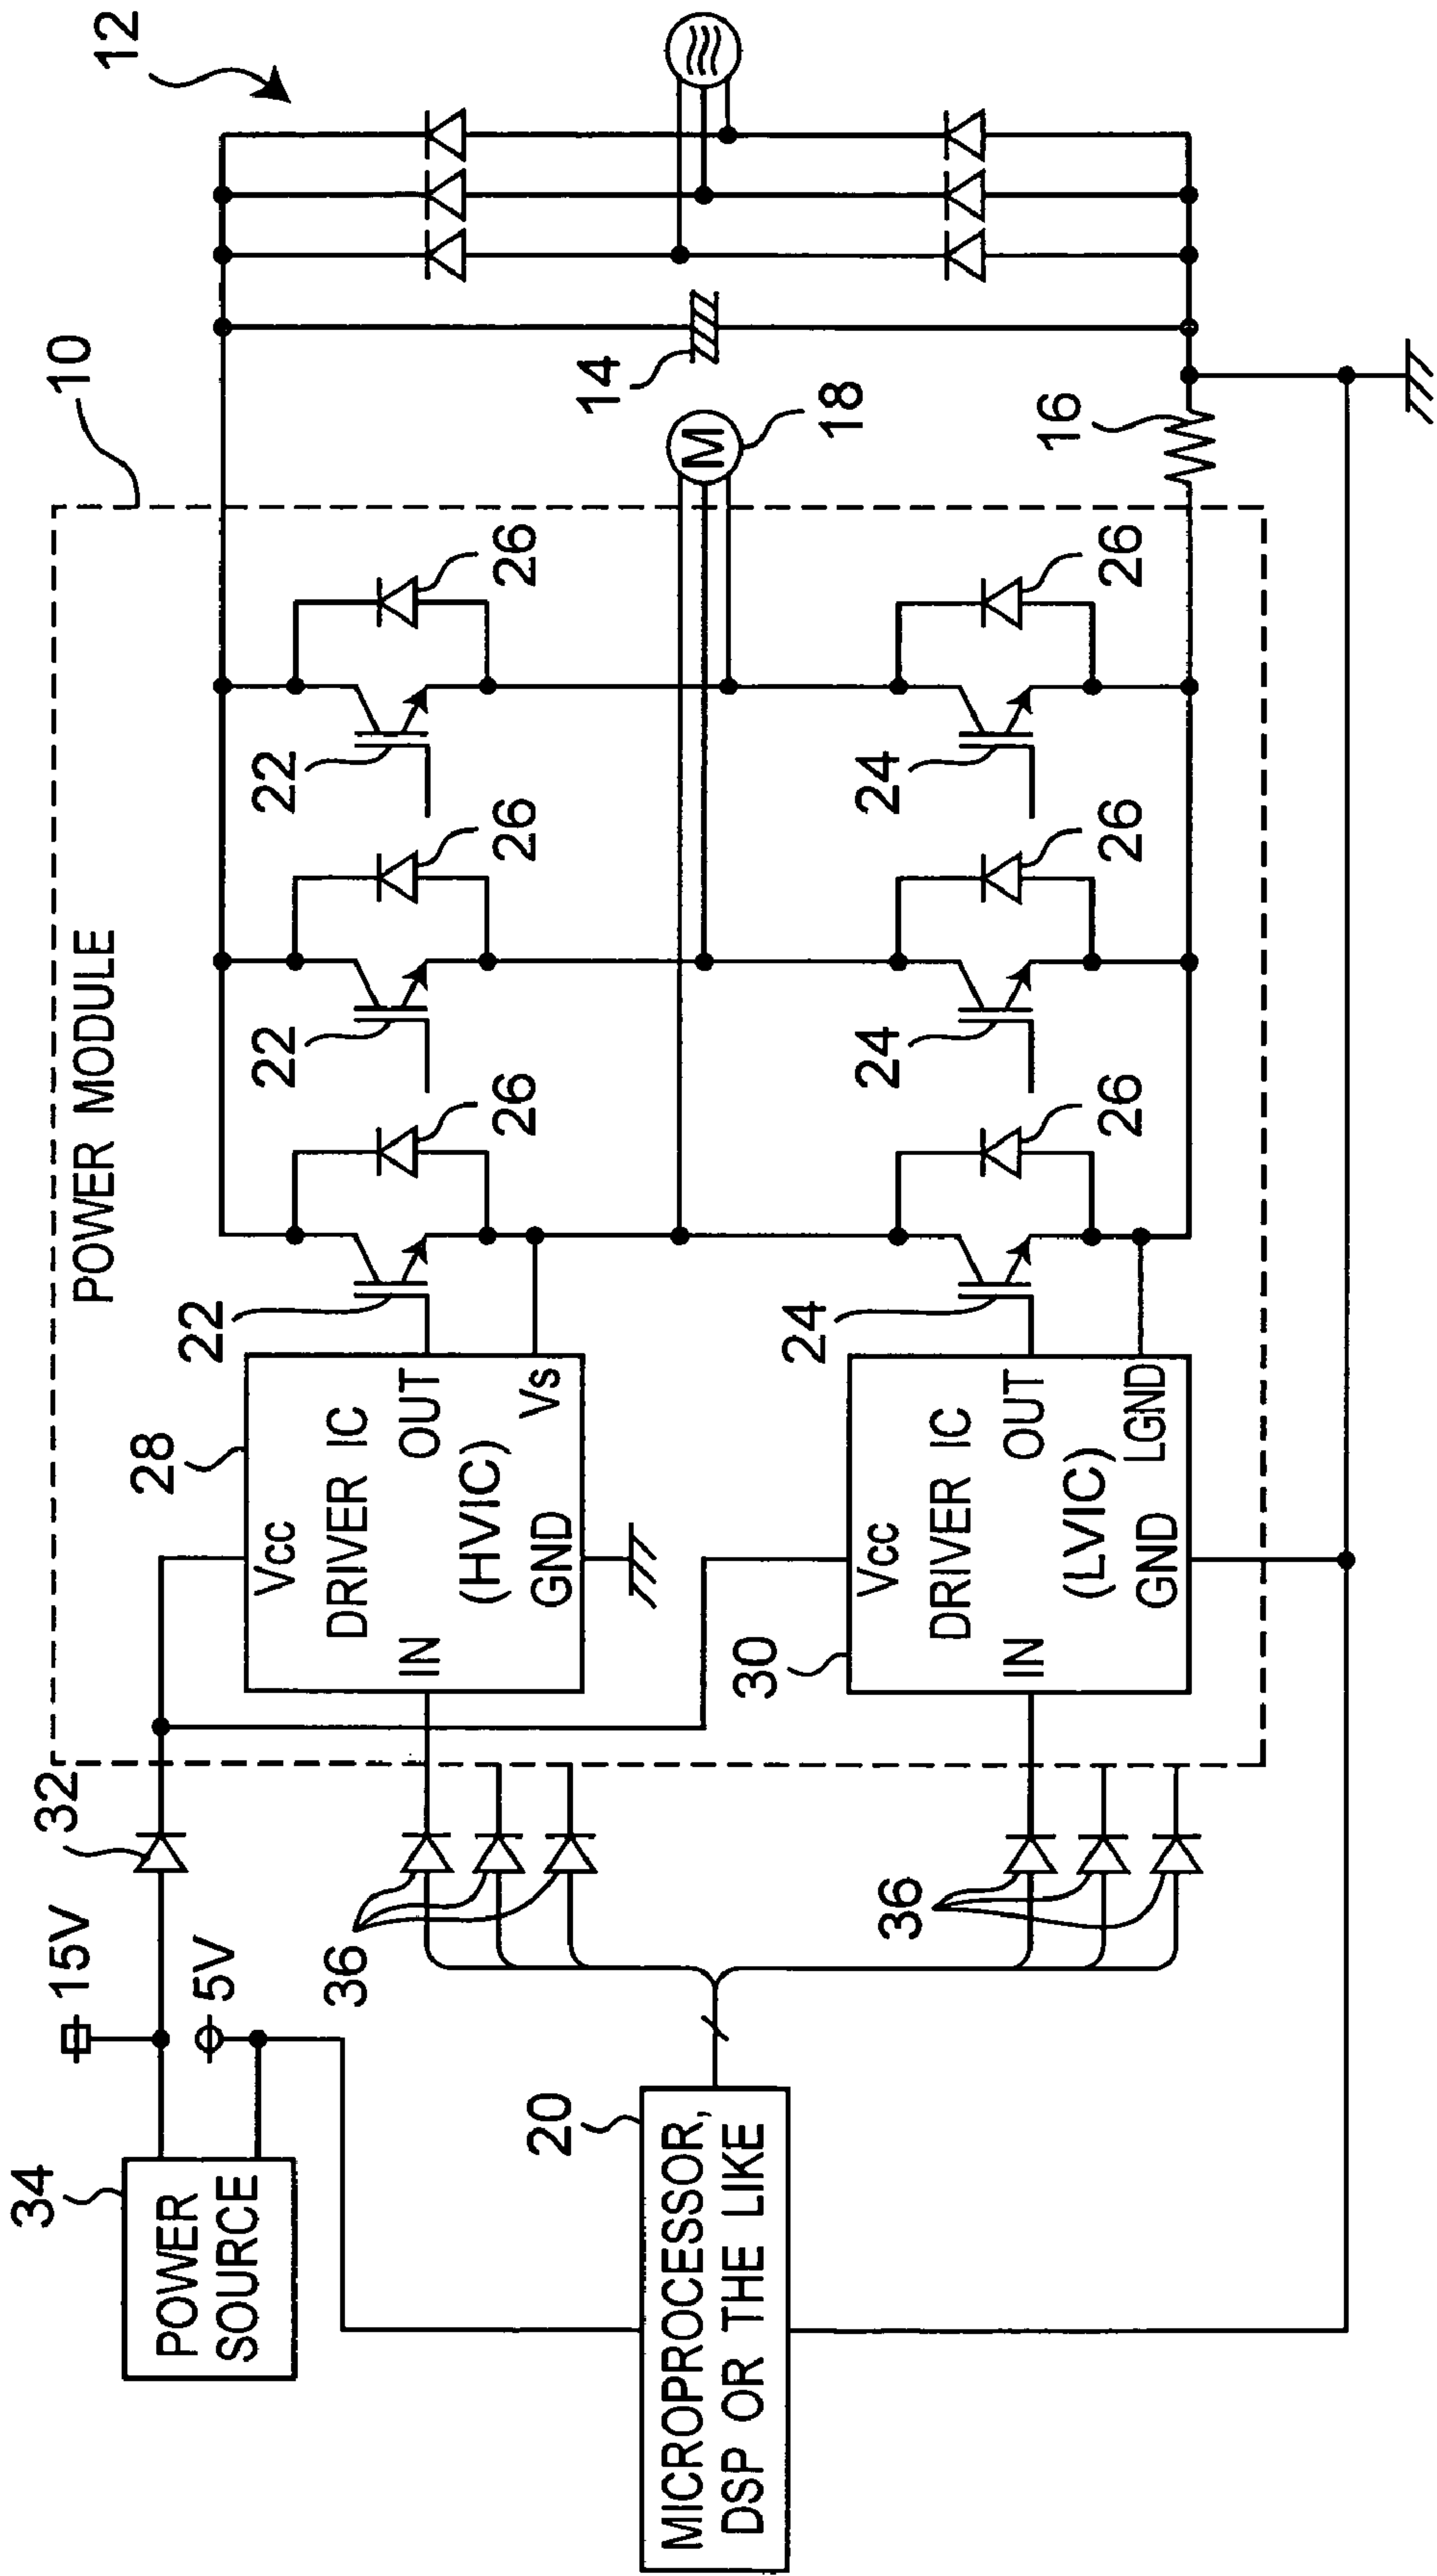 34
POWER
SOURCE
15V
5V
32
20
MICROPROCESSOR,
DSP OR THE LIKE
36
36
POWER MODULE
10
28
Vcc
DRIVER IC
IN
OUT
(HVIC)
GND
Vs
30
Vcc
DRIVER IC
IN
OUT
(LVIC)
GND
LGND
22
26
22
26
22
26
24
26
24
26
24
26
M
18
14
16
12